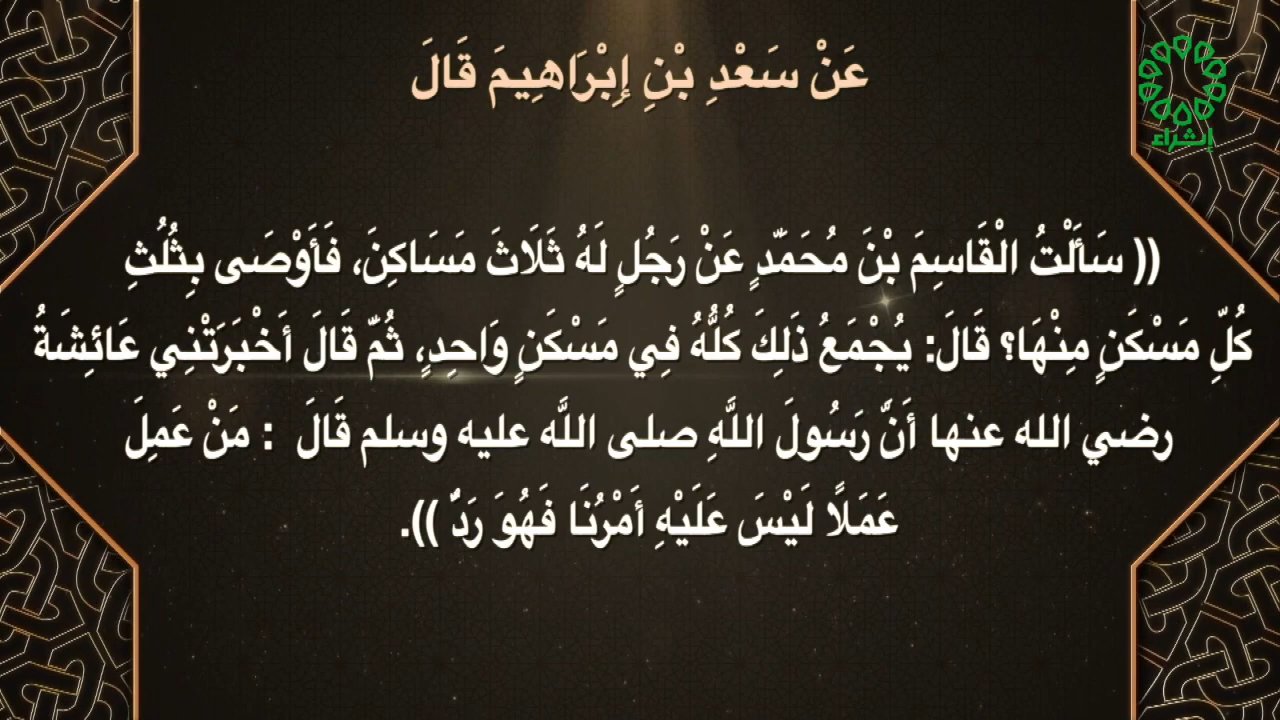 عَنْ سَعْدِ بْنِ إِبْرَاهِيمَ قَالَ
إثراء
(( سَأَلْتُ الْقَاسِمَ بْنَ مُحَمَّدٍ عَنْ رَجُلٍ لَهُ ثَلَاثَ مَسَاكِنَ، فَأَوْصَى بِثُلُثِ
كُلِّ مَسْكَنٍ مِنْهَا؟ قَالَ: يُجْمَعُ ذَلِكَ كُلُّهُ فِي مَسْكَنٍ وَاحِدٍ، ثُمَّ قَالَ أَخْبَرَتْنِي عَائِشَةُ
رضي الله عنها أَنَّ رَسُولَ اللَّهِ صلى اللَّه عليه وسلم قَالَ : مَنْ عَمِلَ
عَمَلًا لَيْسَ عَلَيْهِ أَمْرُنَا فَهُوَ رَدٌّ )).